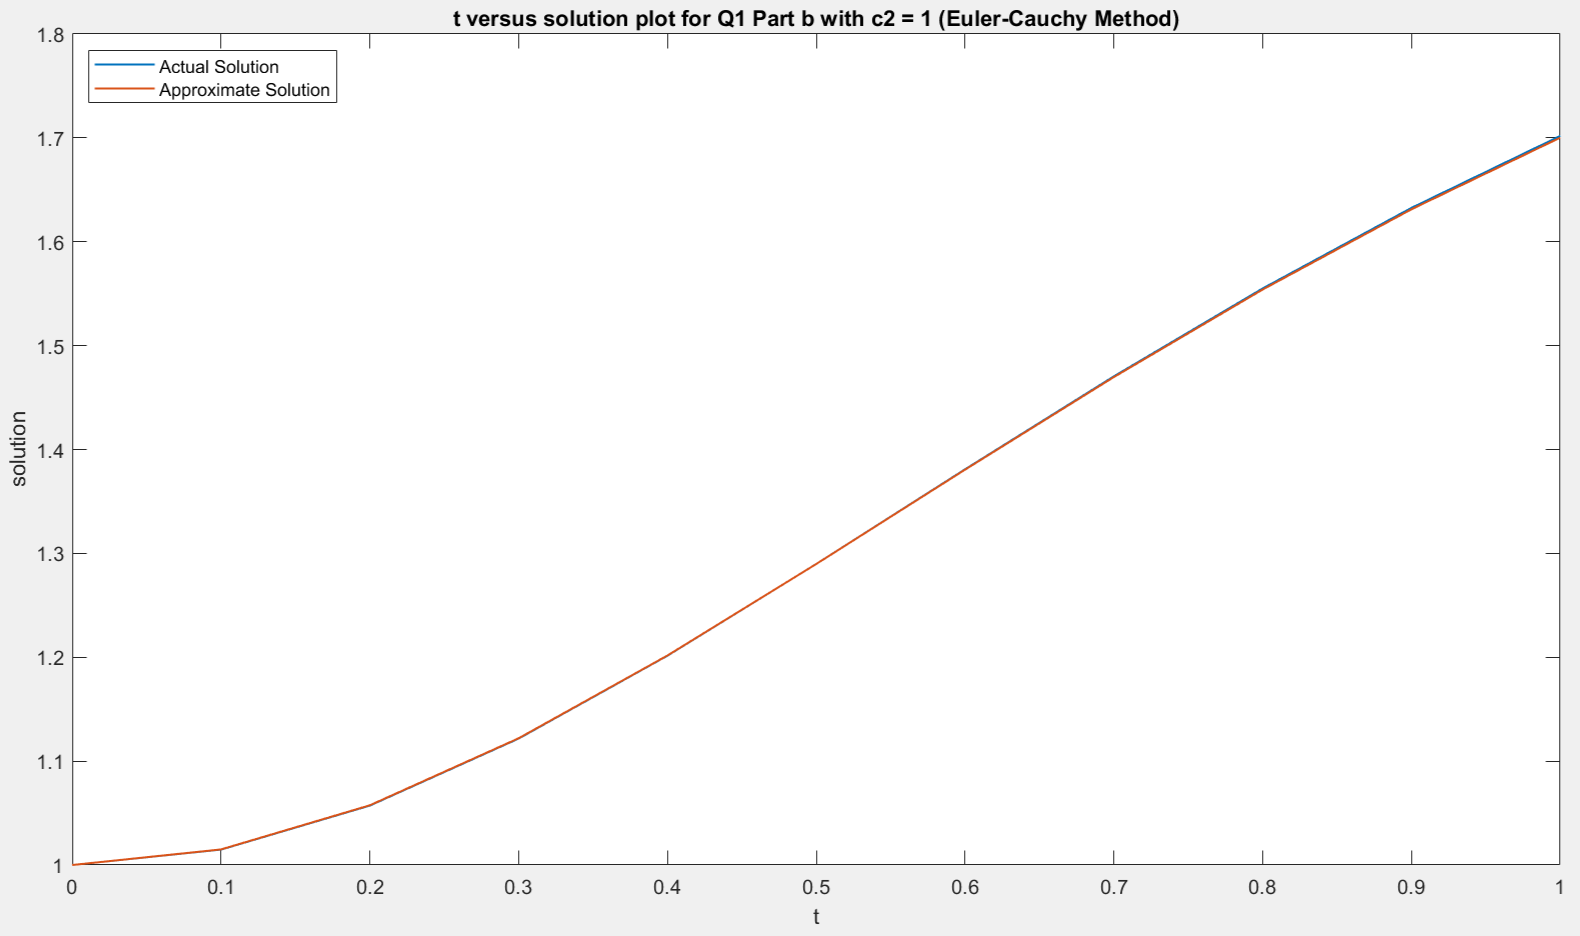 t versus solution plot for Q1 Part b with c2 = 1 (Euler-Cauchy Method)
Actual Solution
Approximate Solution
1.8
1.7
1.6
1.5
1.4
1.3
1.2
1.1
1
solution
0 0.1 0.2 0.3 0.4 0.5 0.6 0.7 0.8 0.9 1
t